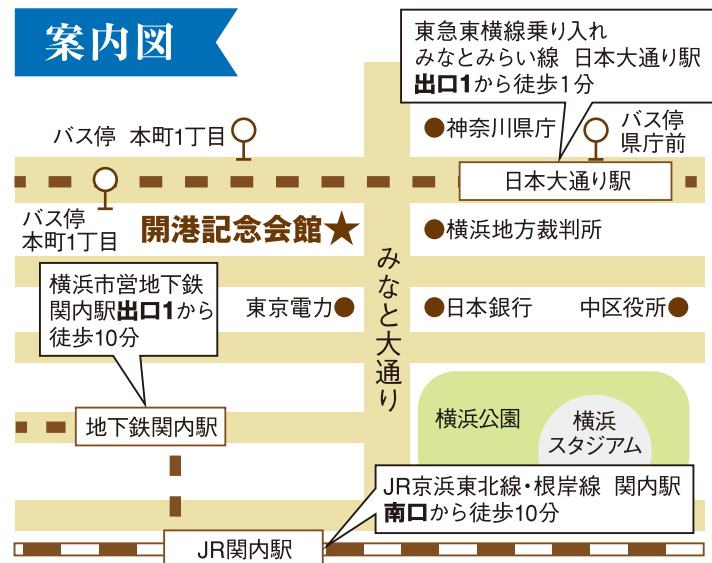 案内図
東急東横線乗り入れ
みなとみらい線 日本大通り駅
出口1から徒歩1分
バス停 本町1丁目
神奈川県庁
バス停
県庁前
日本大通り駅
バス停
本町1丁目
開港記念会館★
横浜地方裁判所
みなと大通り
横浜市営地下鉄
関内駅出口1から
徒歩10分
東京電力
日本銀行
中区役所
地下鉄関内駅
横浜公園
横浜
スタジアム
JR京浜東北線・根岸線 関内駅
南口から徒歩10分
JR関内駅